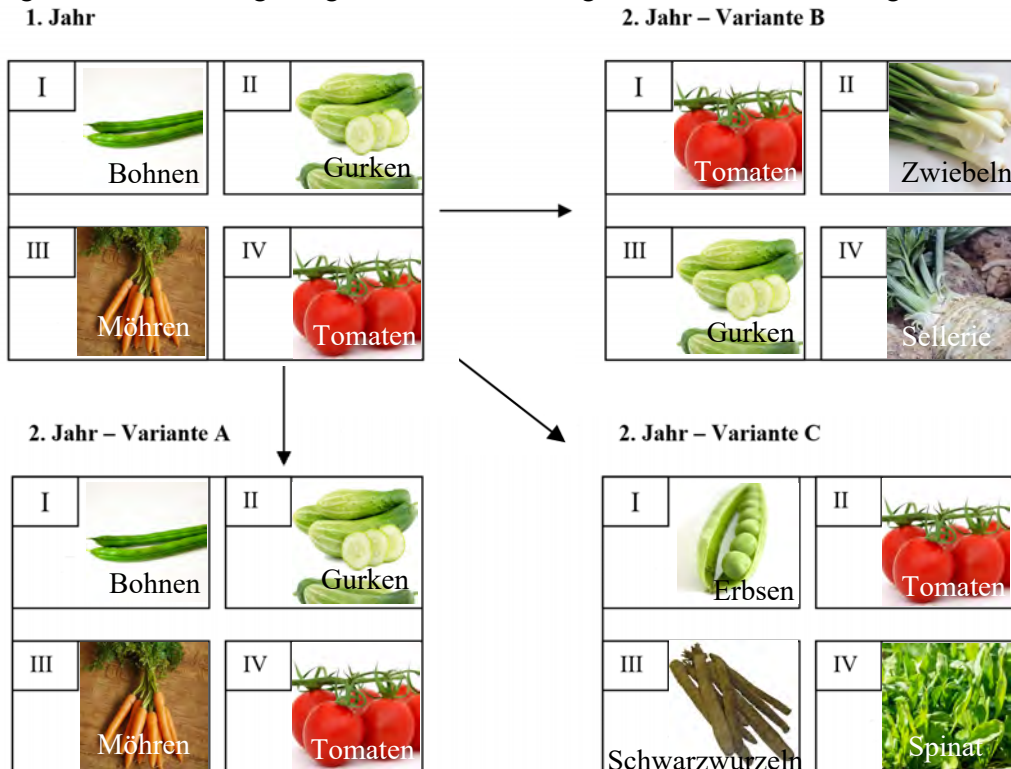 1. Jahr
I
Bohnen
II
Gurken
III
Möhren
IV
Tomaten
2. Jahr – Variante B
I
Tomaten
II
Zwiebeln
III
Gurken
IV
Sellerie
2. Jahr – Variante A
I
Bohnen
II
Gurken
III
Möhren
IV
Tomaten
2. Jahr – Variante C
I
Erbsen
II
Tomaten
III
Schwarzwurzeln
IV
Spinat